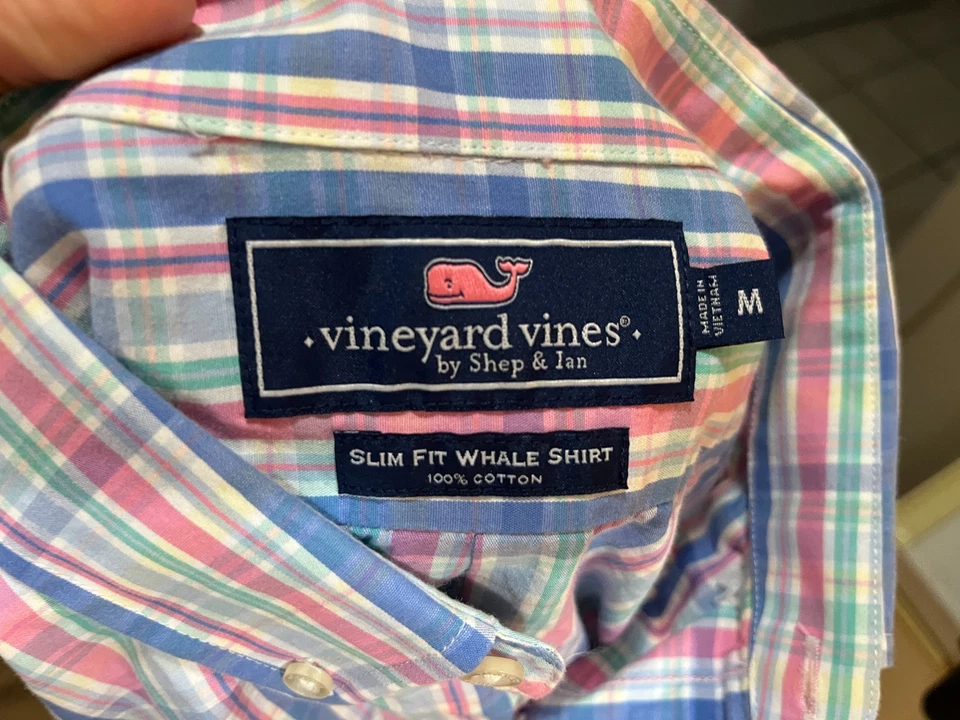 ·vineyard vines®·
by Shep & Ian
MADE IN
VIETNAM
M
SLIM FIT WHALE SHIRT
100% COTTON